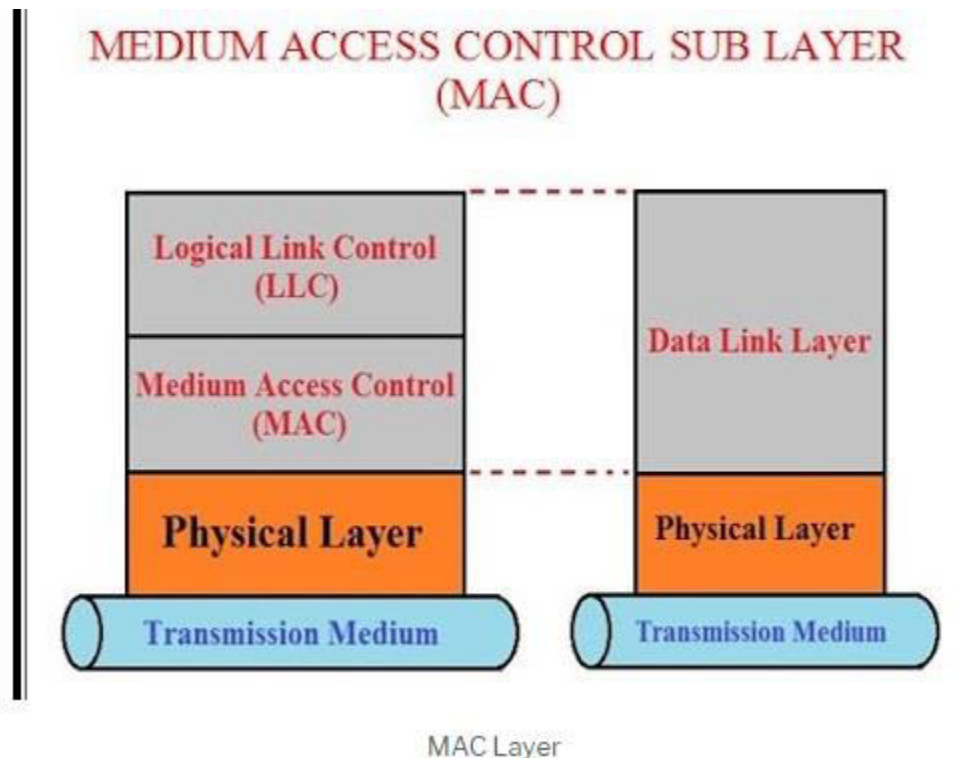 MEDIUM ACCESS CONTROL SUB LAYER
(MAC)
Logical Link Control
(LLC)
Medium Access Control
(MAC)
Physical Layer
Transmission Medium
Data Link Layer
Physical Layer
Transmission Medium
MAC Layer